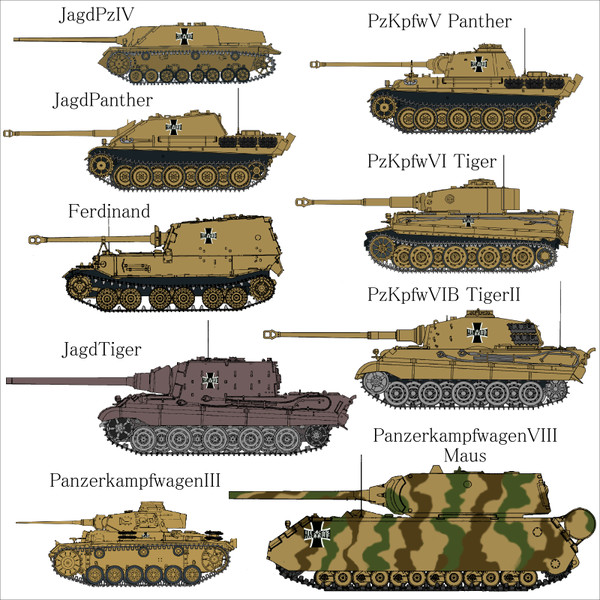 JagdPzIV
PzKpfwV Panther
JagdPanther
PzKpfwVI Tiger
Ferdinand
PzKpfwVIB TigerII
JagdTiger
PanzerkampfwagenVIII
Maus
PanzerkampfwagenIII